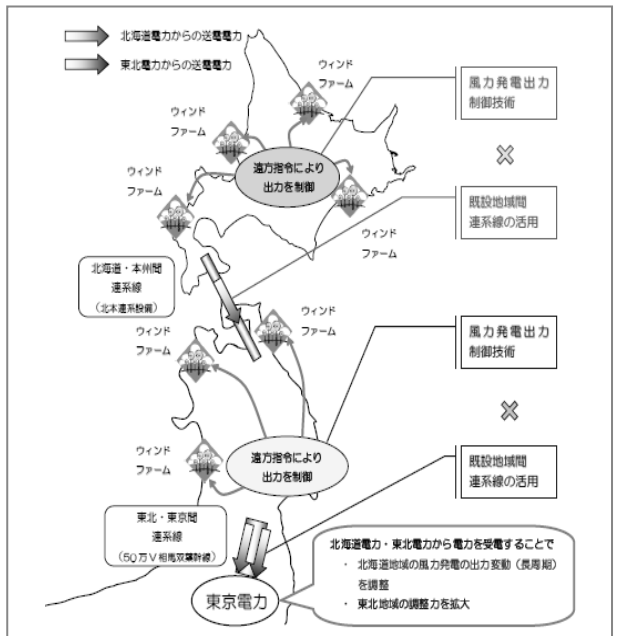 北海道電力からの送電電力
東北電力からの送電電力
ウィンド
ファーム
ウィンド
ファーム
ウィンド
ファーム
遠方指令により
出力を制御
ウィンド
ファーム
風力発電出力
制御技術
既設地域間
連系線の活用
北海道・本州間
連系線
(北本連系設備)
ウィンド
ファーム
ウィンド
ファーム
風力発電出力
制御技術
ウィンド
ファーム
遠方指令により
出力を制御
既設地域間
連系線の活用
東北・東京間
連系線
(50万V相馬双葉幹線)
東京電力
北海道電力・東北電力から電力を受電することで
・ 北海道地域の風力発電の出力変動(長周期)
を調整
・ 東北地域の調整力を拡大